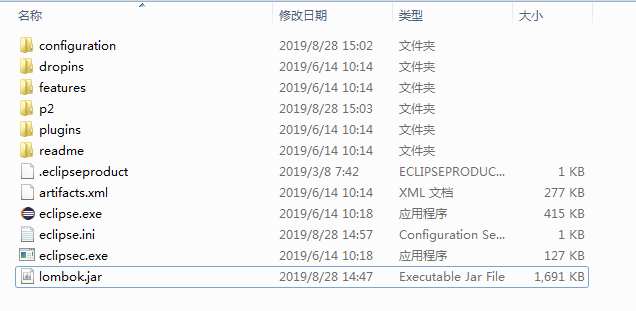 名称 修改日期 类型 大小
configuration 2019/8/28 15:02 文件夹
dropins 2019/6/14 10:14 文件夹
features 2019/6/14 10:14 文件夹
p2 2019/8/28 15:03 文件夹
plugins 2019/6/14 10:14 文件夹
readme 2019/6/14 10:14 文件夹
.eclipseproduct 2019/3/8 7:42 ECLIPSEPRODUC... 1 KB
artifacts.xml 2019/6/14 10:14 XML 文档 277 KB
eclipse.exe 2019/6/14 10:18 应用程序 415 KB
eclipse.ini 2019/8/28 14:57 Configuration Se... 1 KB
eclipsec.exe 2019/6/14 10:18 应用程序 127 KB
lombok.jar 2019/8/28 14:47 Executable Jar File 1,691 KB